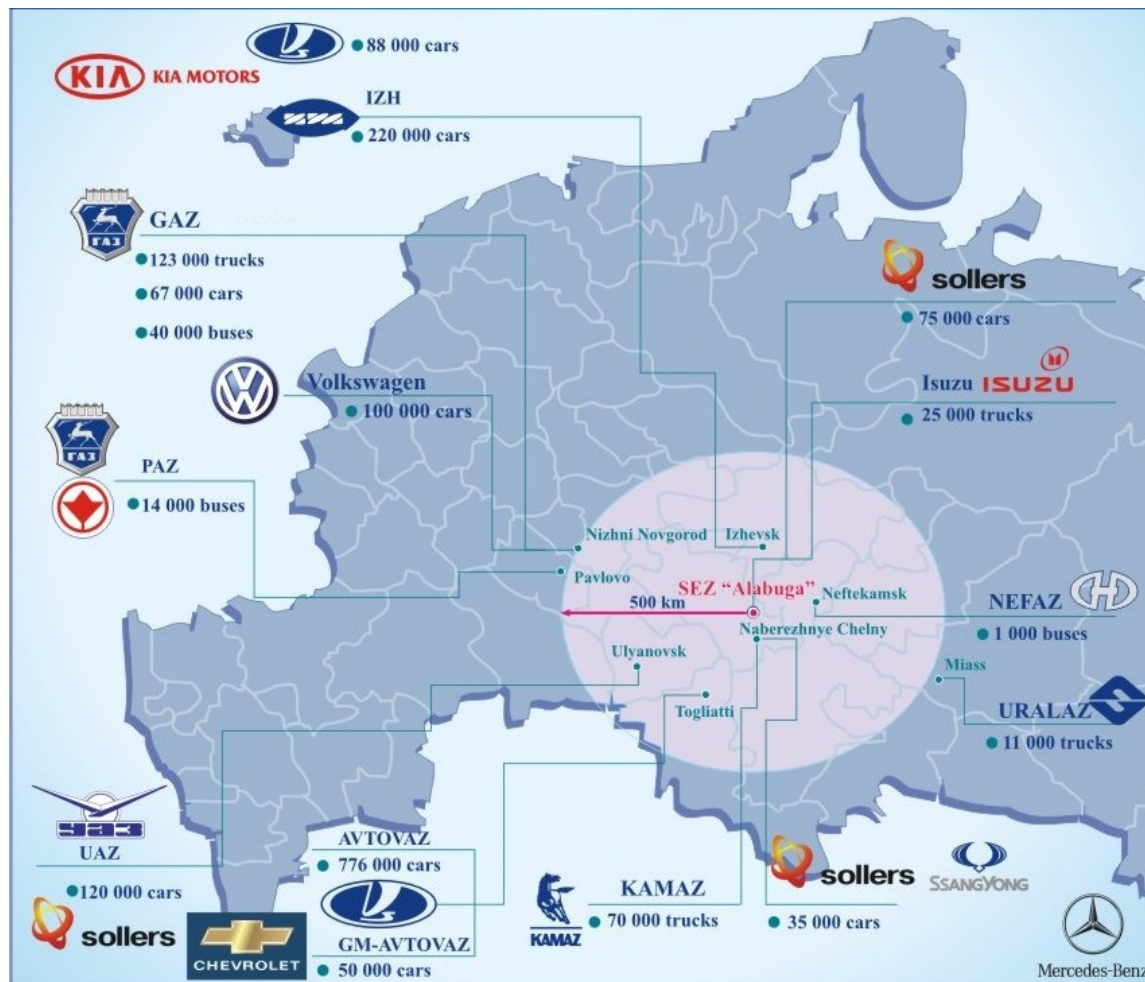 88 000 cars
KIA KIA MOTORS
IZH
220 000 cars
GAZ
ГАЗ
123 000 trucks
67 000 cars
40 000 buses
sollers
75 000 cars
Volkswagen
100 000 cars
Isuzu ISUZU
25 000 trucks
ГАЗ
PAZ
14 000 buses
Nizhni Novgorod
Izhevsk
Pavlovo
SEZ “Alabuga”
500 km
Neftekamsk
NEFAZ
1 000 buses
Naberezhnye Chelny
Ulyanovsk
Miass
Togliatti
URALAZ
11 000 trucks
УАЗ
UAZ
120 000 cars
sollers
AVTOVAZ
776 000 cars
CHEVROLET
GM-AVTOVAZ
50 000 cars
KAMAZ
70 000 trucks
KAMAZ
sollers
SSANGYONG
35 000 cars
Mercedes-Benz